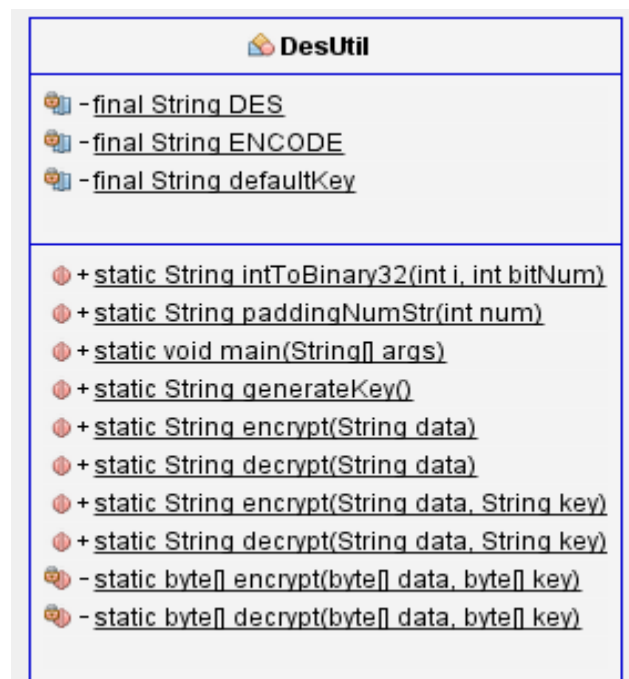 DesUtil
-final String DES
-final String ENCODE
-final String defaultKey
+static String intToBinary32(int i, int bitNum)
+static String paddingNumStr(int num)
+static void main(String[] args)
+static String generateKey()
+static String encrypt(String data)
+static String decrypt(String data)
+static String encrypt(String data, String key)
+static String decrypt(String data, String key)
-static byte[] encrypt(byte[] data, byte[] key)
-static byte[] decrypt(byte[] data, byte[] key)